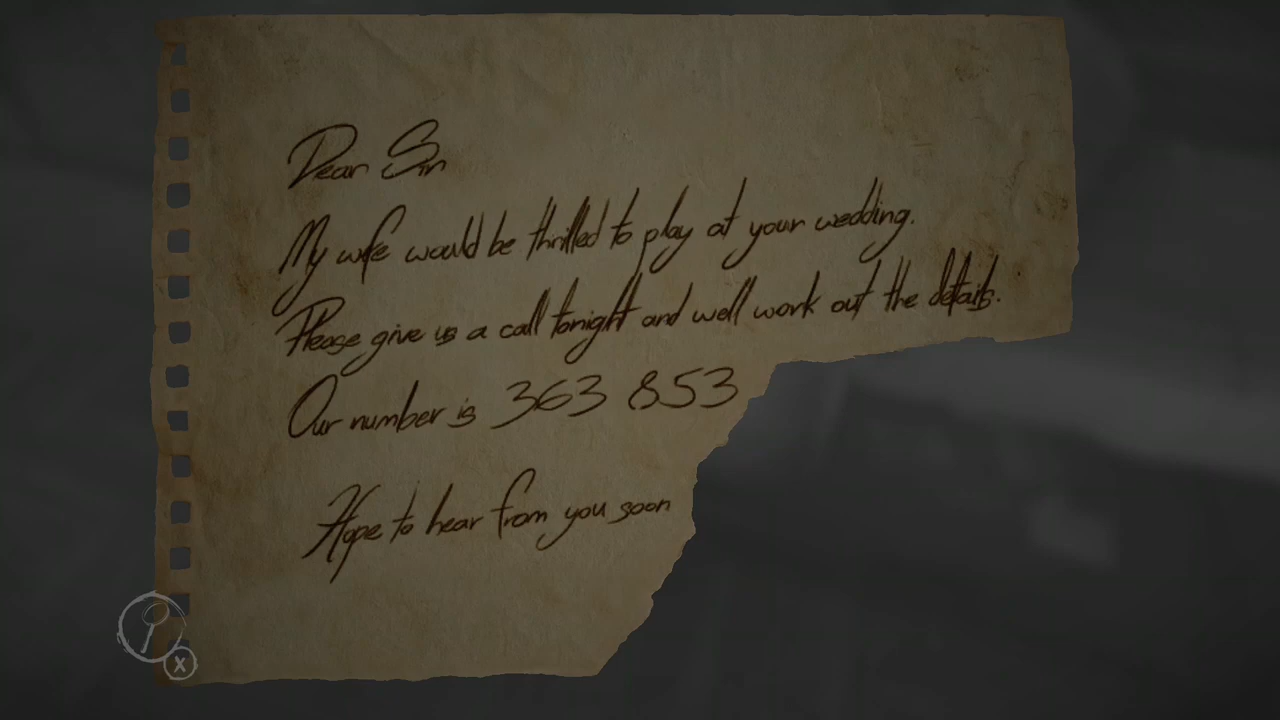 Dear Sir
My wife would be thrilled to play at your wedding.
Please give us a call tonight and well work out the details.
Our number is 363 853
Hope to hear from you soon
X